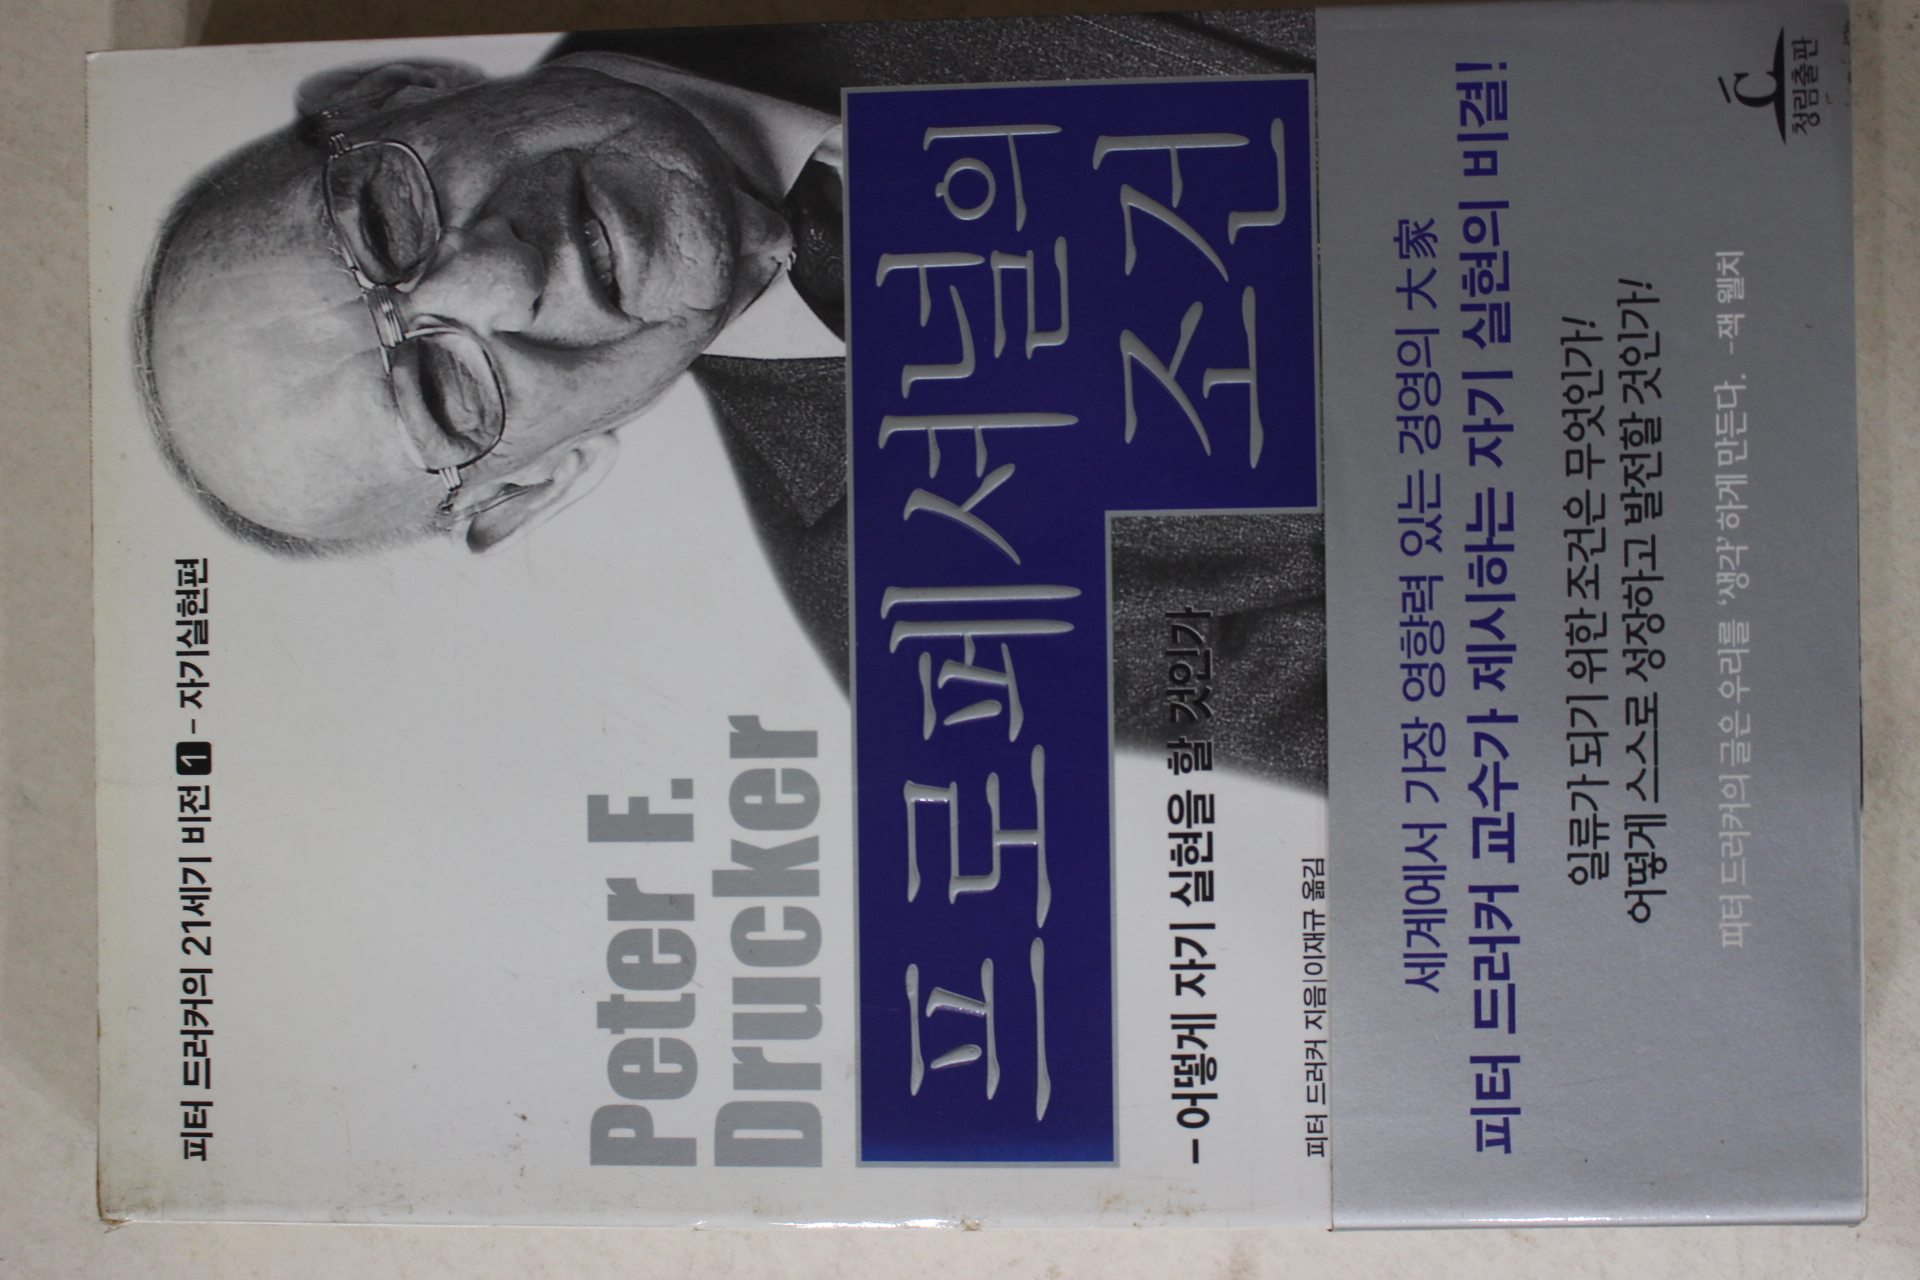 피터 드러커의 21세기 비전 1 - 자기실현편
Peter F.
Drucker
프로페셔널의
조건
－어떻게 자기 실현을 할 것인가
피터 드러커 지음|이재규 옮김
세계에서 가장 영향력 있는 경영의 大家
피터 드러커 교수가 제시하는 자기 실현의 비결!
일류가 되기 위한 조건은 무엇인가!
어떻게 스스로 성장하고 발전할 것인가!
피터 드러커의 글은 우리를 '생각'하게 만든다. -잭 웰치
청림출판